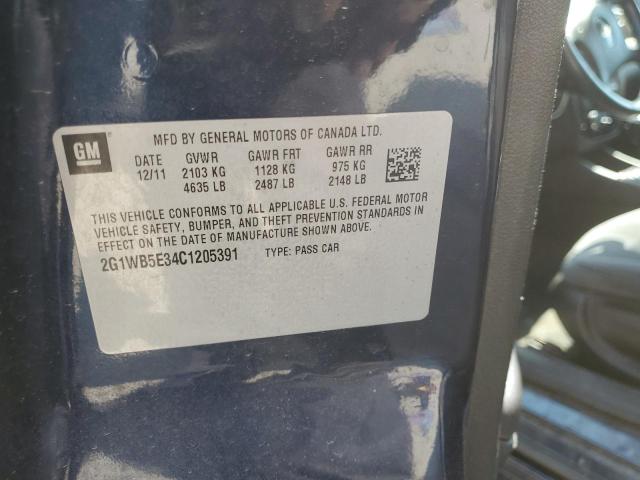 GM
MFD BY GENERAL MOTORS OF CANADA LTD.
DATE GVWR GAWR FRT GAWR RR
12/11 2103 KG 1128 KG 975 KG
4635 LB 2487 LB 2148 LB
THIS VEHICLE CONFORMS TO ALL APPLICABLE U.S. FEDERAL MOTOR
VEHICLE SAFETY, BUMPER, AND THEFT PREVENTION STANDARDS IN
EFFECT ON THE DATE OF MANUFACTURE SHOWN ABOVE.
2G1WB5E34C1205391 TYPE: PASS CAR